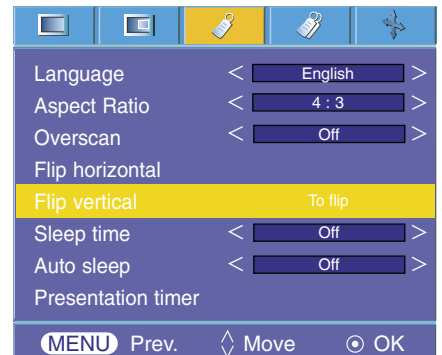 Language < English >
Aspect Ratio < 4 : 3 >
Overscan < Off >
Flip horizontal
Flip vertical To flip
Sleep time < Off >
Auto sleep < Off >
Presentation timer
MENU Prev. Move OK